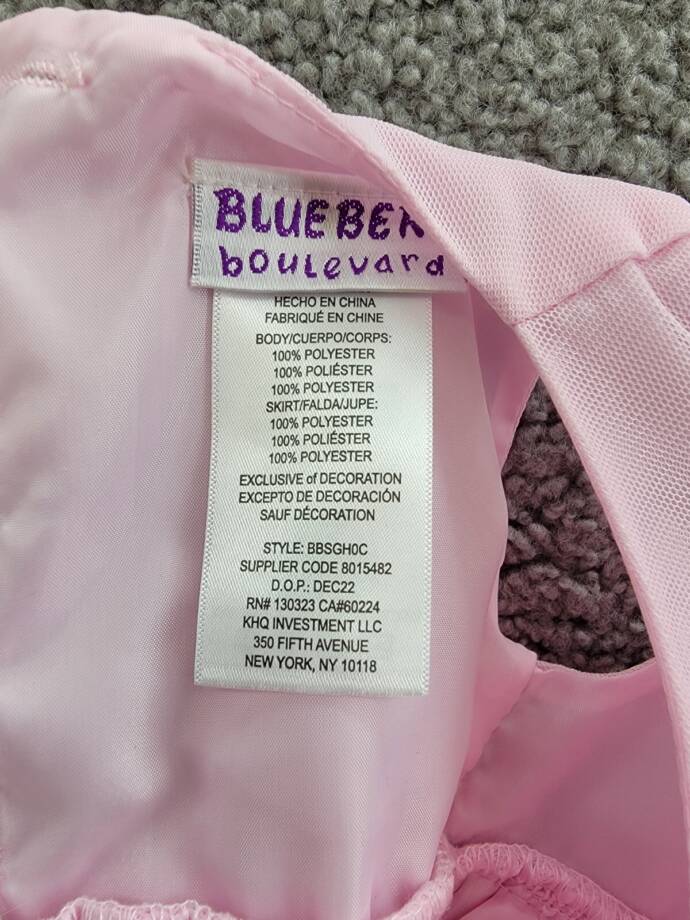 BLUEBER
boulevard
HECHO EN CHINA
FABRIQUÉ EN CHINE
BODY/CUERPO/CORPS:
100% POLYESTER
100% POLIÉSTER
100% POLYESTER
SKIRT/FALDA/JUPE:
100% POLYESTER
100% POLIÉSTER
100% POLYESTER
EXCLUSIVE of DECORATION
EXCEPTO DE DECORACIÓN
SAUF DÉCORATION
STYLE: BBSGH0C
SUPPLIER CODE 8015482
D.O.P.: DEC22
RN# 130323 CA#60224
KHQ INVESTMENT LLC
350 FIFTH AVENUE
NEW YORK, NY 10118